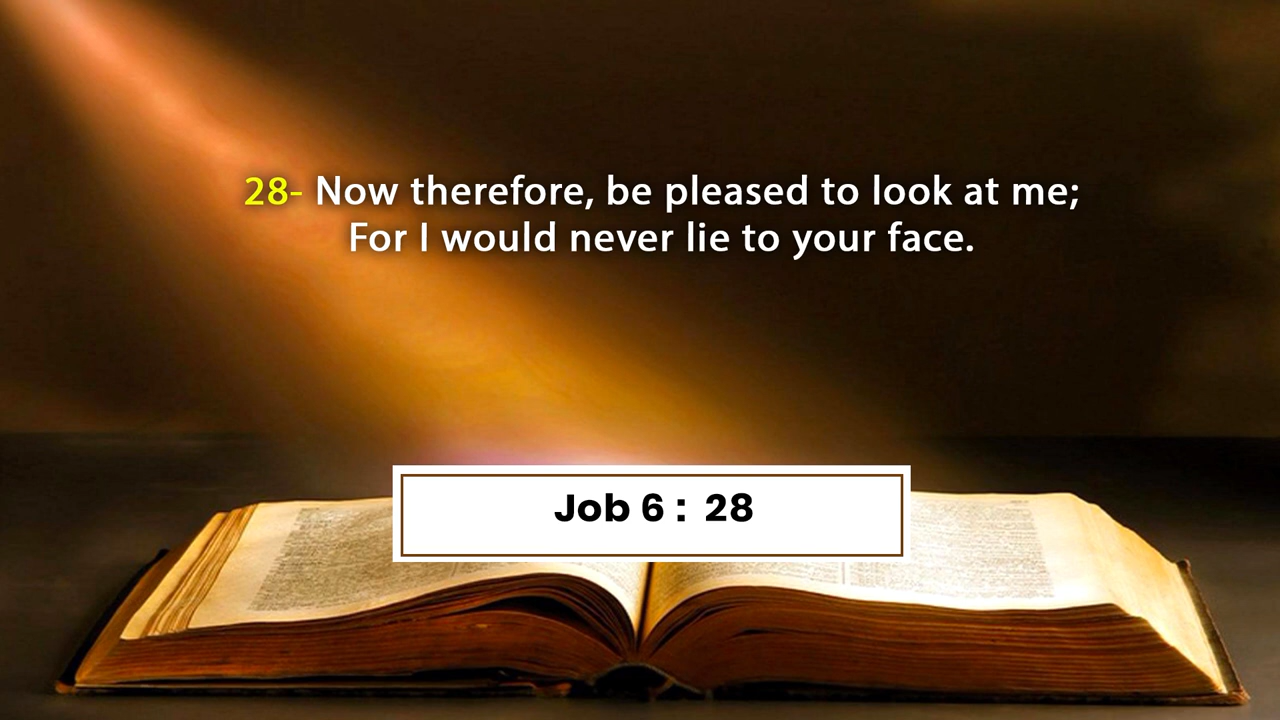 28- Now therefore, be pleased to look at me;
For I would never lie to your face.
Job 6 : 28